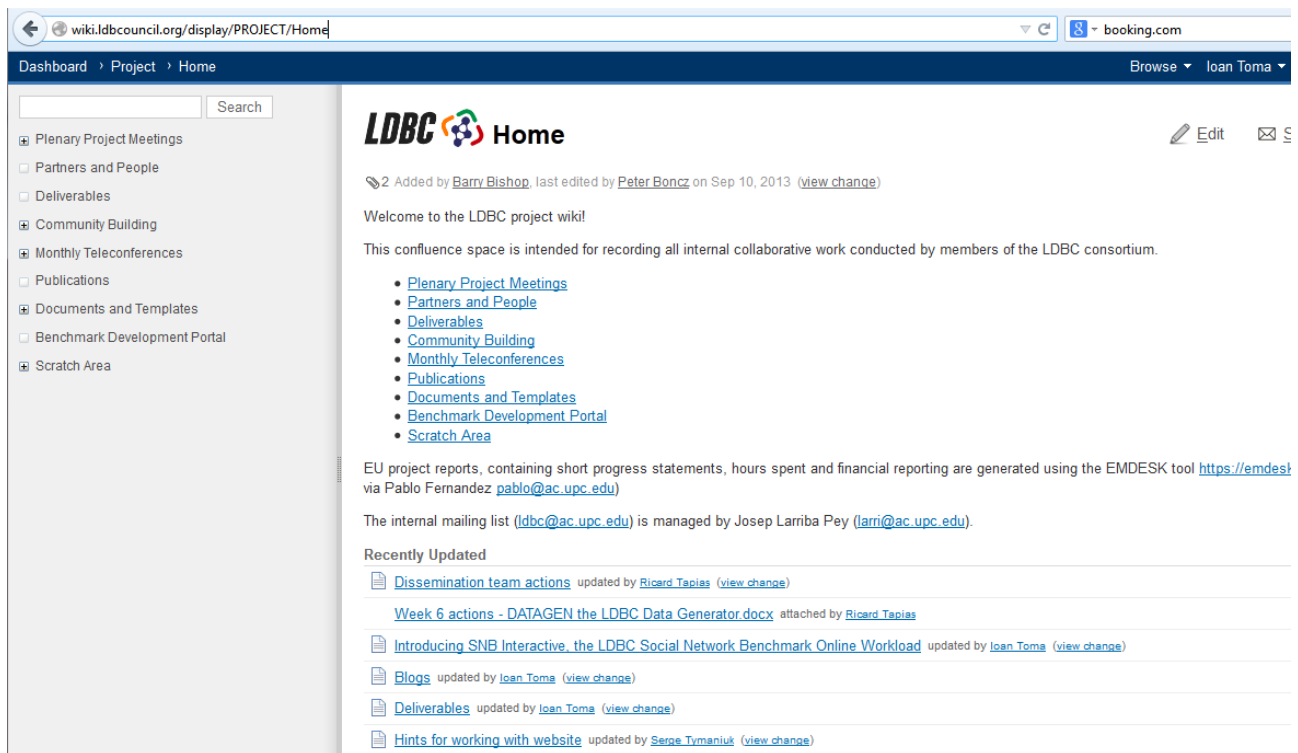 wiki.ldbcouncil.org/display/PROJECT/Home
booking.com
Dashboard › Project › Home
Browse Ioan Toma
Search
Plenary Project Meetings
Partners and People
Deliverables
Community Building
Monthly Teleconferences
Publications
Documents and Templates
Benchmark Development Portal
Scratch Area
LDBC Home
Edit S
2 Added by Barry Bishop, last edited by Peter Boncz on Sep 10, 2013 (view change)
Welcome to the LDBC project wiki!
This confluence space is intended for recording all internal collaborative work conducted by members of the LDBC consortium.
• Plenary Project Meetings
• Partners and People
• Deliverables
• Community Building
• Monthly Teleconferences
• Publications
• Documents and Templates
• Benchmark Development Portal
• Scratch Area
EU project reports, containing short progress statements, hours spent and financial reporting are generated using the EMDESK tool https://emdesk
via Pablo Fernandez pablo@ac.upc.edu)
The internal mailing list (ldbc@ac.upc.edu) is managed by Josep Larriba Pey (larri@ac.upc.edu).
Recently Updated
Dissemination team actions updated by Ricard Tapias (view change)
Week 6 actions - DATAGEN the LDBC Data Generator.docx attached by Ricard Tapias
Introducing SNB Interactive, the LDBC Social Network Benchmark Online Workload updated by Ioan Toma (view change)
Blogs updated by Ioan Toma (view change)
Deliverables updated by Ioan Toma (view change)
Hints for working with website updated by Serge Tymaniuk (view change)